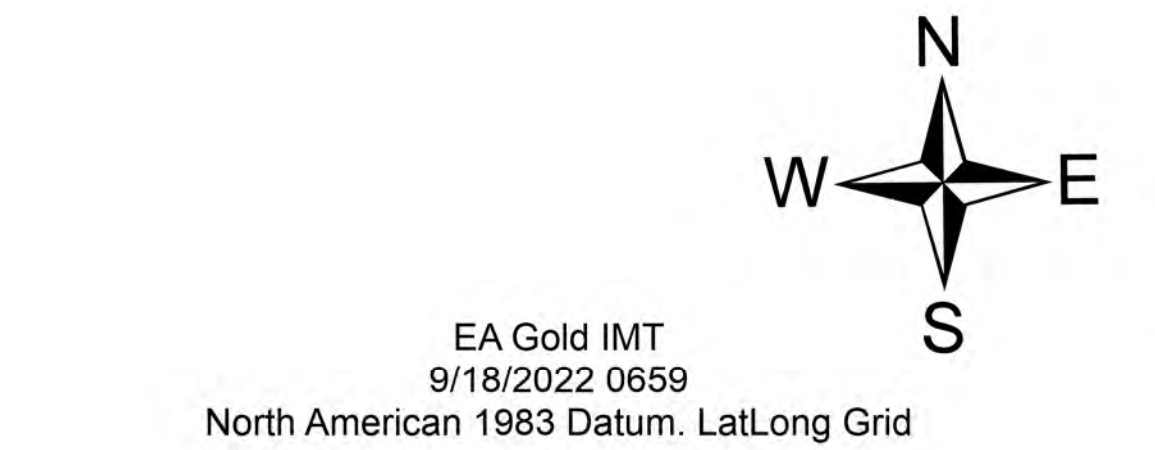 N
W E
S
EA Gold IMT
9/18/2022 0659
North American 1983 Datum. LatLong Grid